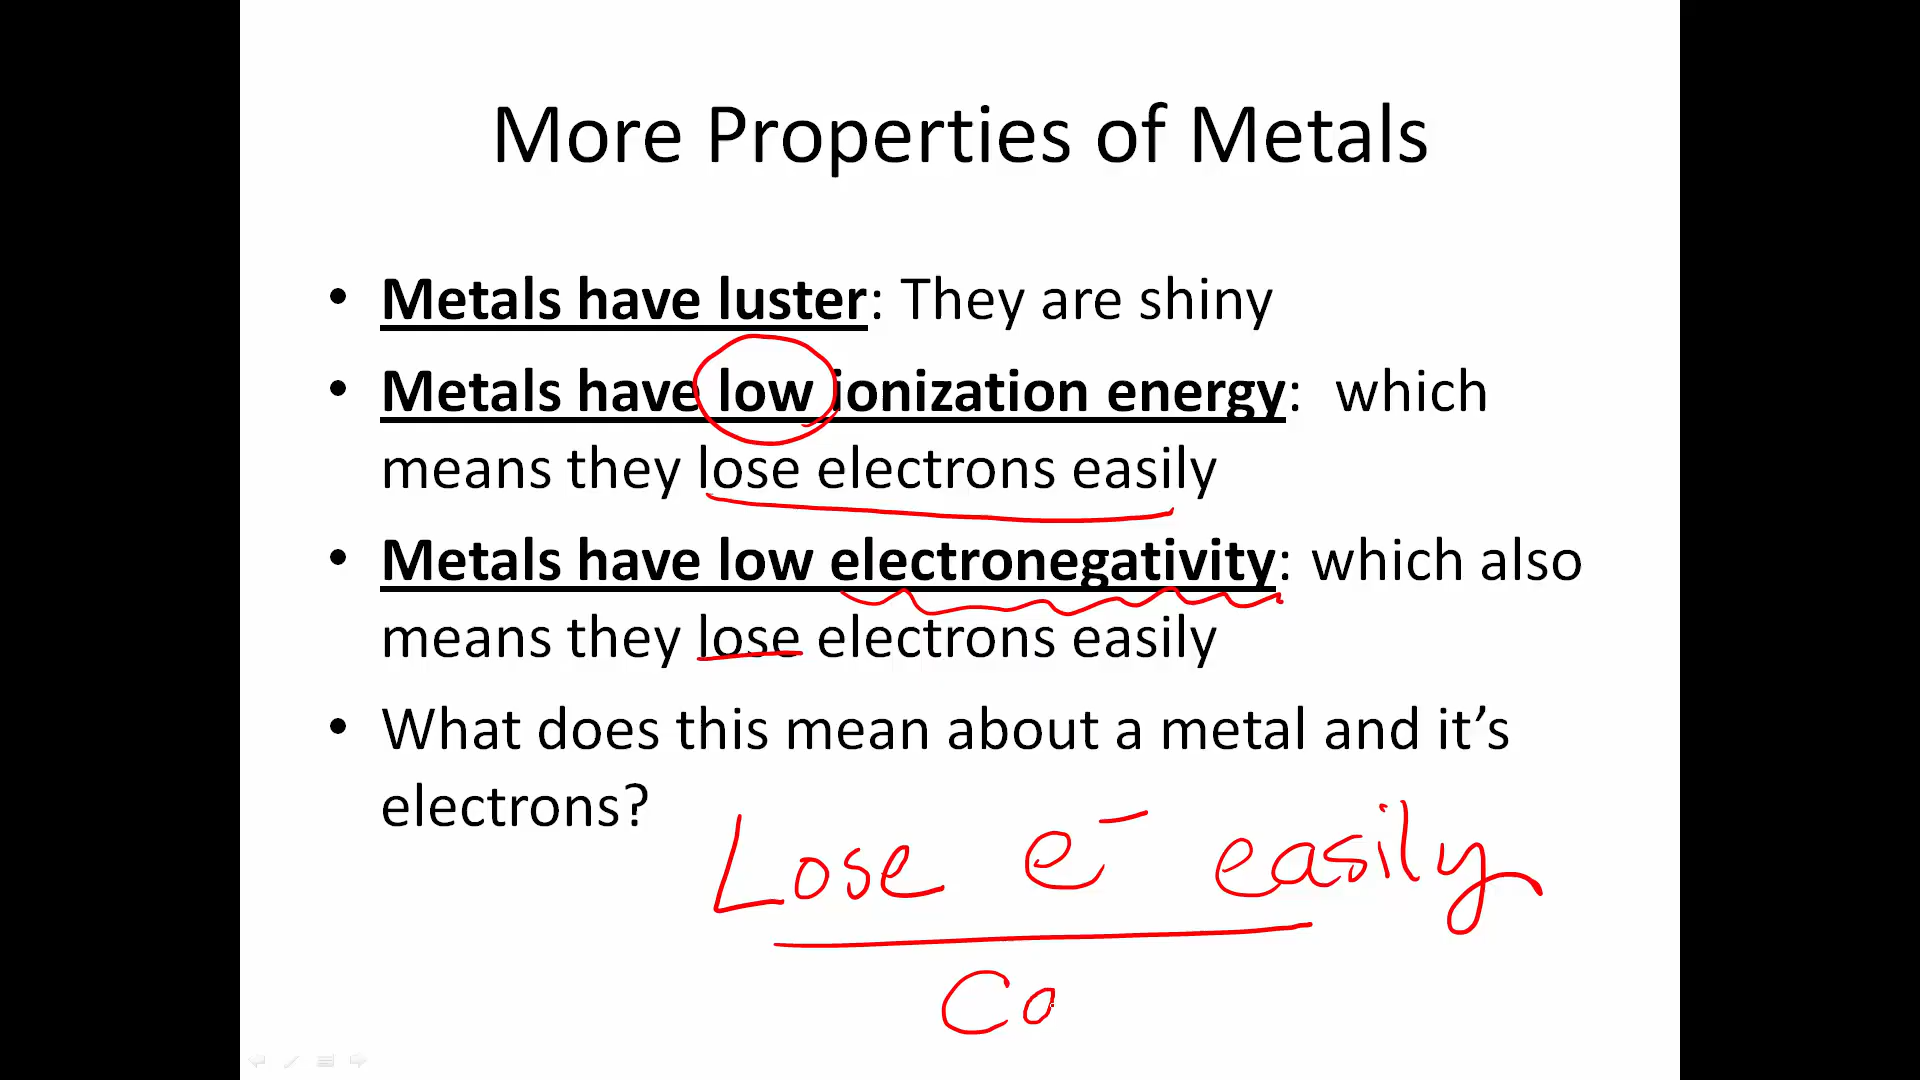 More Properties of Metals
• Metals have luster: They are shiny
• Metals have low ionization energy: which
means they lose electrons easily
• Metals have low electronegativity: which also
means they lose electrons easily
• What does this mean about a metal and it’s
electrons?
Lose e⁻ easily
Ca